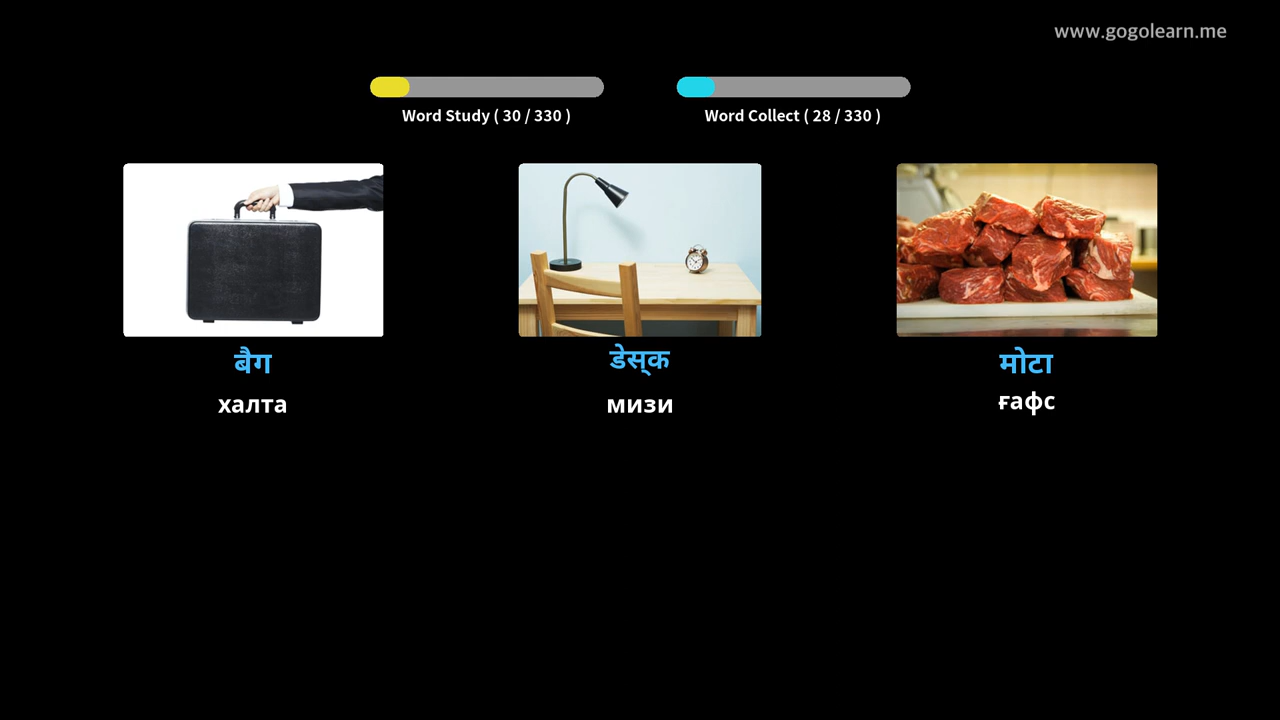 www.gogolearn.me
Word Study ( 30 / 330 )
Word Collect ( 28 / 330 )
बैग
डेस्‌क
मोटा
халта
мизи
ғафс